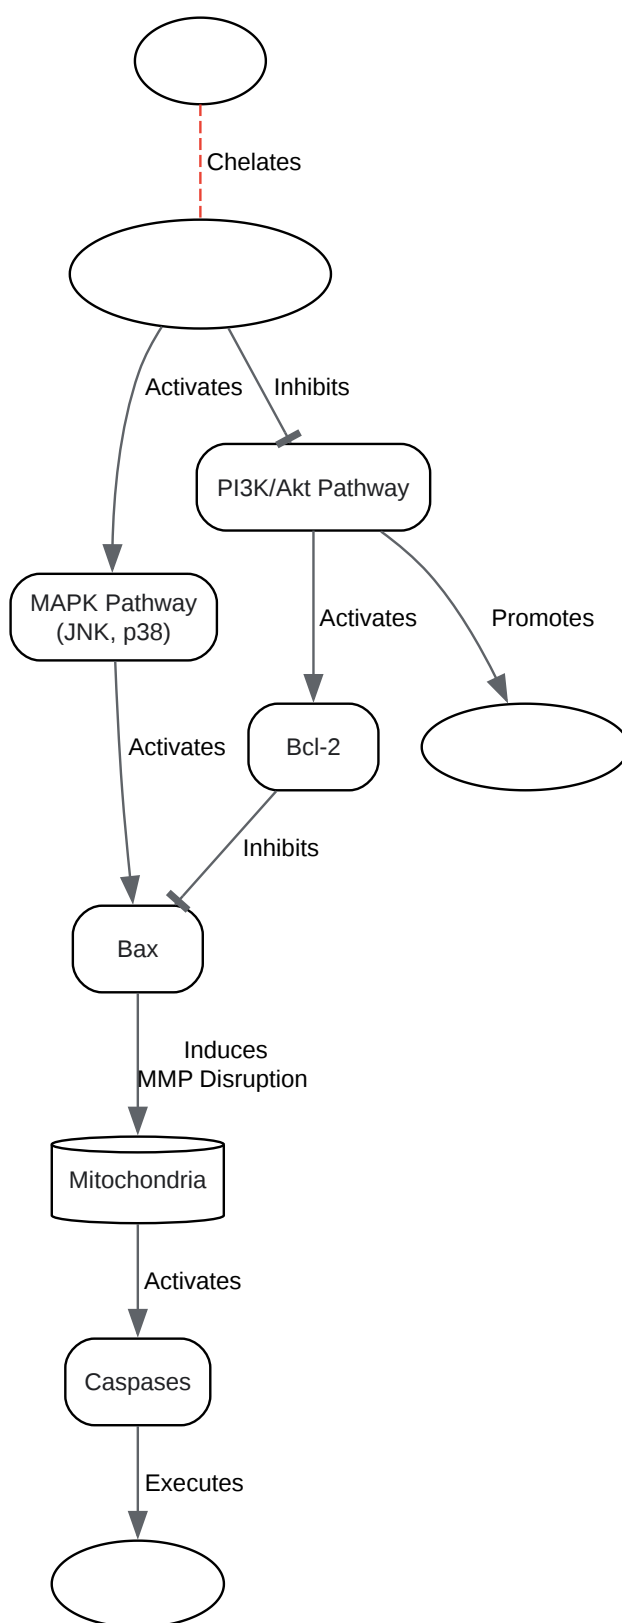 Chelates
Activates
Inhibits
PI3K/Akt Pathway
MAPK Pathway
(JNK, p38)
Activates
Promotes
Activates
Bcl-2
Inhibits
Bax
Induces
MMP Disruption
Mitochondria
Activates
Caspases
Executes